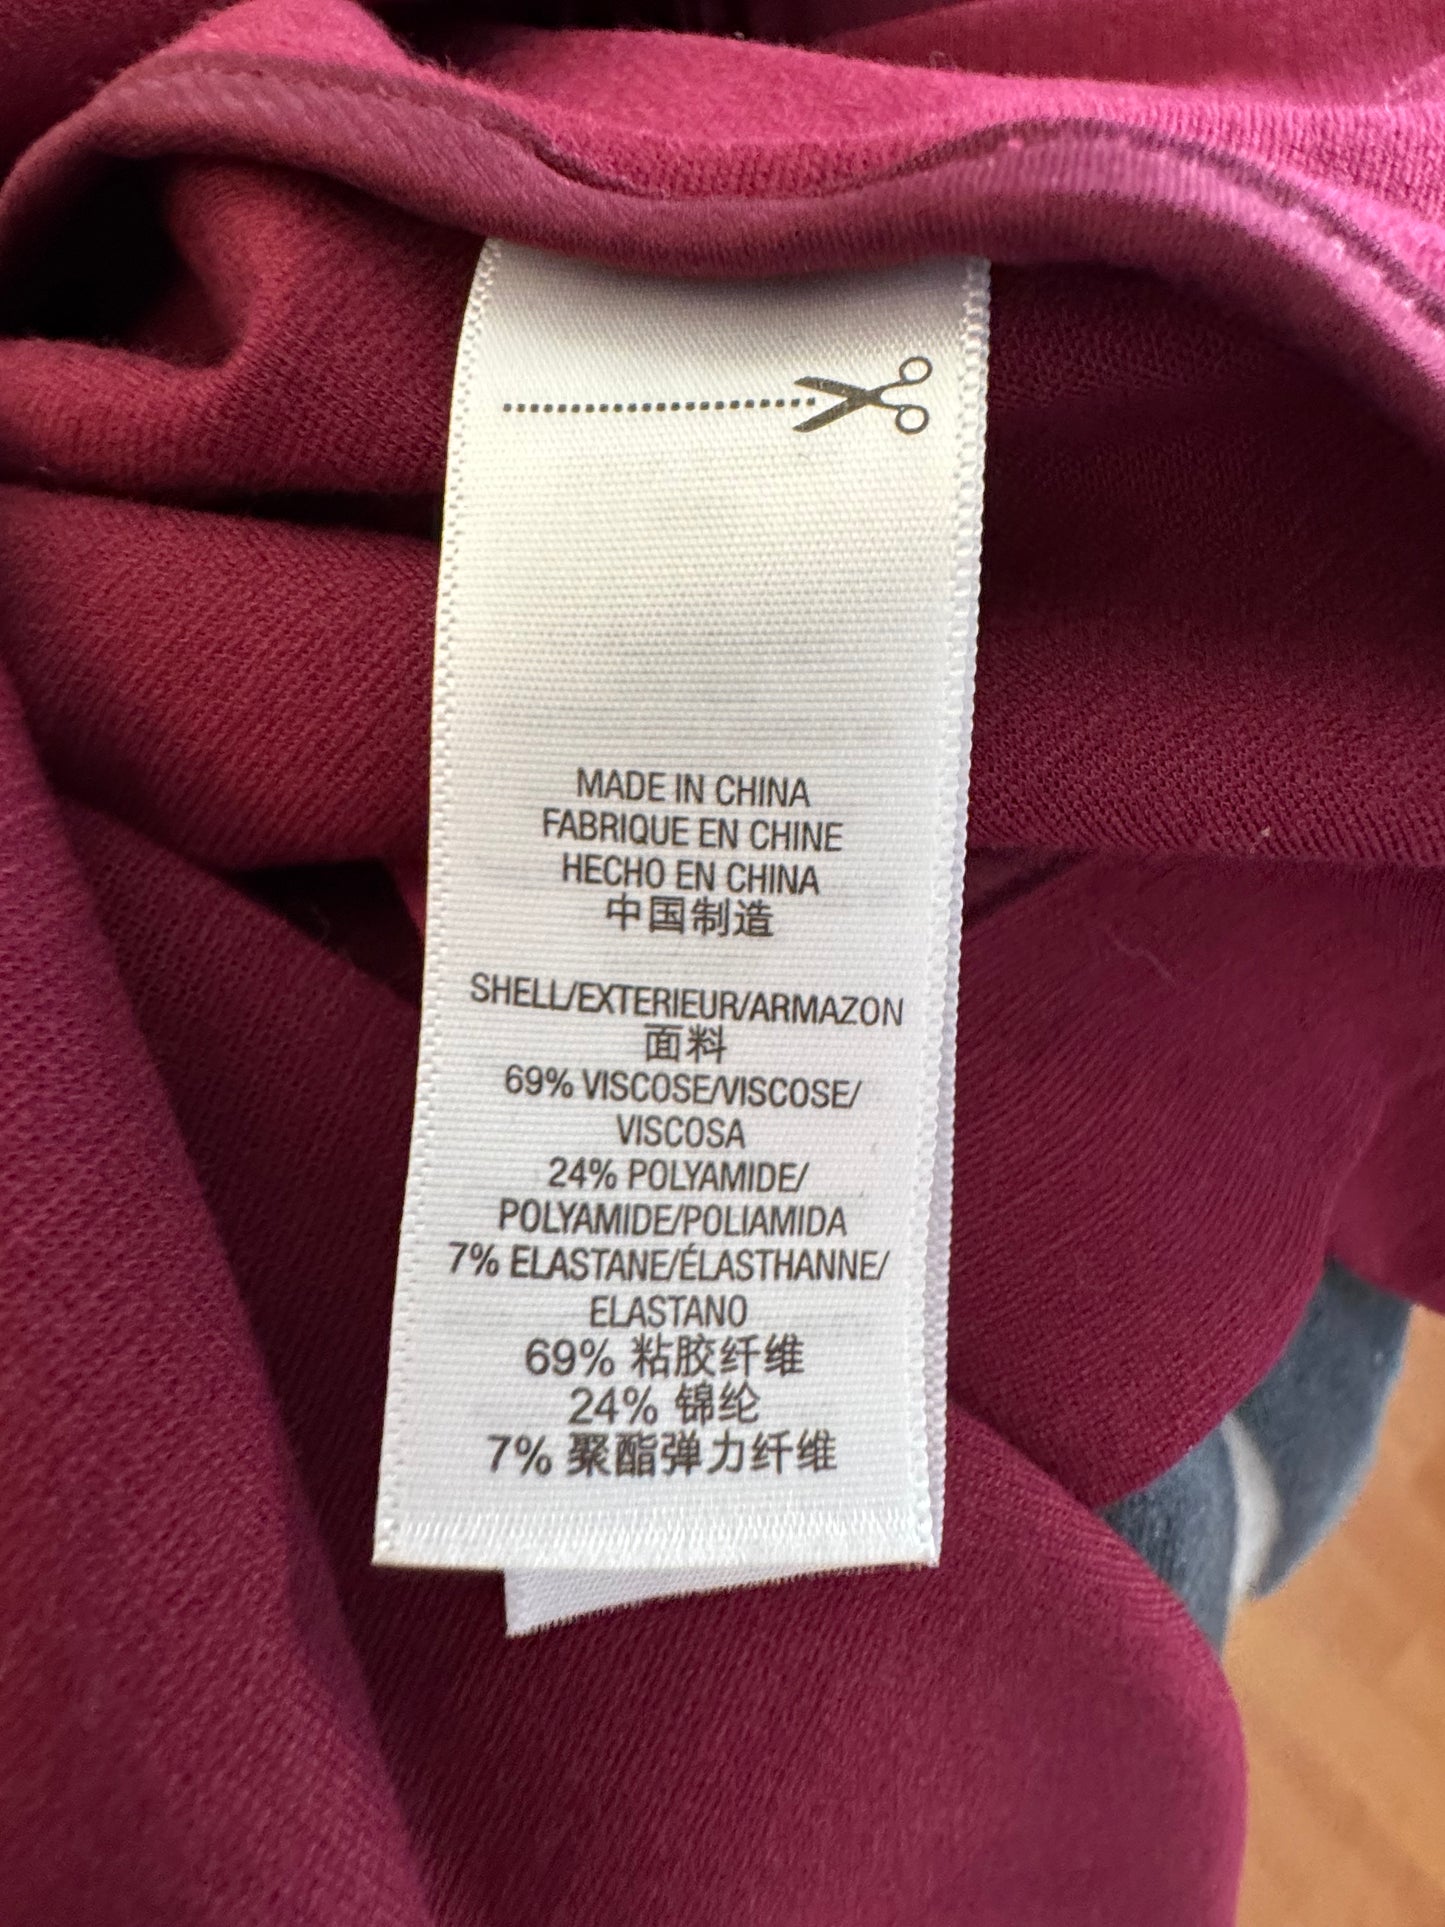 MADE IN CHINA
FABRIQUE EN CHINE
HECHO EN CHINA
中国制造
SHELL/EXTERIEUR/ARMAZON
面料
69% VISCOSE/VISCOSE/
VISCOSA
24% POLYAMIDE/
POLYAMIDE/POLIAMIDA
7% ELASTANE/ÉLASTHANNE/
ELASTANO
69% 粘胶纤维
24% 锦纶
7% 聚酯弹力纤维